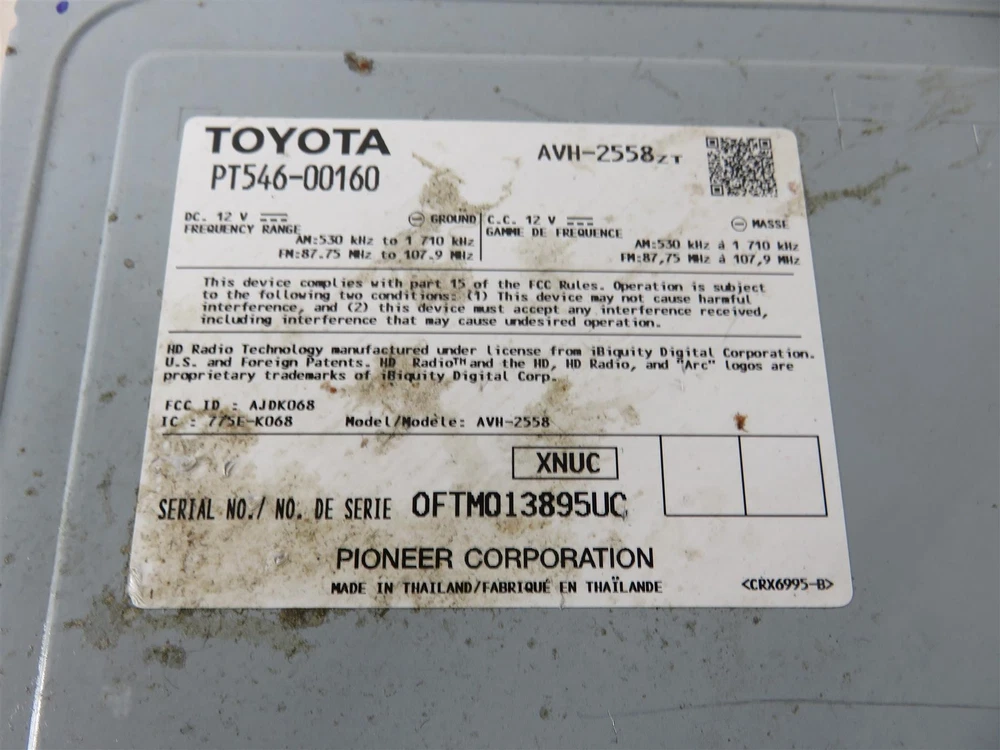 TOYOTA
PT546-00160
AVH-2558ZT
DC. 12 V
GROUND
FREQUENCY RANGE
AM:530 kHz to 1 710 kHz
FM:87.75 MHz to 107.9 MHz
C.C. 12 V
MASSE
GAMME DE FREQUENCE
AM:530 kHz à 1 710 kHz
FM:87,75 MHz à 107,9 MHz
This device complies with part 15 of the FCC Rules. Operation is subject
to the following two conditions: (1) This device may not cause harmful
interference, and (2) this device must accept any interference received,
including interference that may cause undesired operation.
HD Radio Technology manufactured under license from iBiquity Digital Corporation.
U.S. and Foreign Patents. HD Radio™ and the HD, HD Radio, and "Arc" logos are
proprietary trademarks of iBiquity Digital Corp.
FCC ID : AJDK068
IC : 775E-K068 Model/Modèle: AVH-2558
XNUC
SERIAL NO./ NO. DE SERIE OFTM013895UC
PIONEER CORPORATION
MADE IN THAILAND/FABRIQUÉ EN THAÏLANDE
<CRX6995-B>